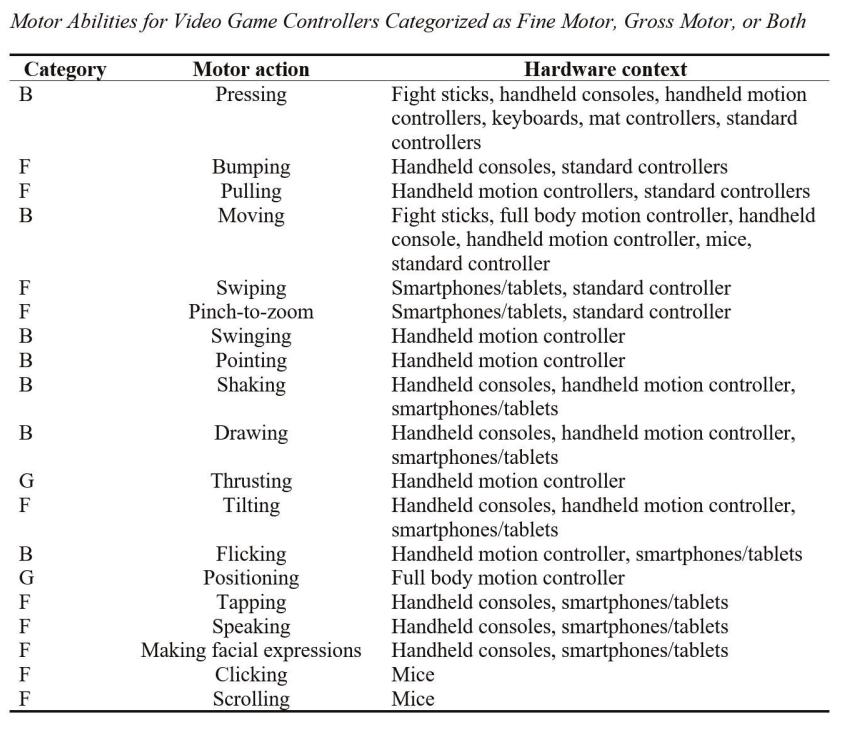 Motor Abilities for Video Game Controllers Categorized as Fine Motor, Gross Motor, or Both
Category Motor action Hardware context
B Pressing Fight sticks, handheld consoles, handheld motion
controllers, keyboards, mat controllers, standard
controllers
F Bumping Handheld consoles, standard controllers
F Pulling Handheld motion controllers, standard controllers
B Moving Fight sticks, full body motion controller, handheld
console, handheld motion controller, mice,
standard controller
F Swiping Smartphones/tablets, standard controller
F Pinch-to-zoom Smartphones/tablets, standard controller
B Swinging Handheld motion controller
B Pointing Handheld motion controller
B Shaking Handheld consoles, handheld motion controller,
smartphones/tablets
B Drawing Handheld consoles, handheld motion controller,
smartphones/tablets
G Thrusting Handheld motion controller
F Tilting Handheld consoles, handheld motion controller,
smartphones/tablets
B Flicking Handheld motion controller, smartphones/tablets
G Positioning Full body motion controller
F Tapping Handheld consoles, smartphones/tablets
F Speaking Handheld consoles, smartphones/tablets
F Making facial expressions Handheld consoles, smartphones/tablets
F Clicking Mice
F Scrolling Mice